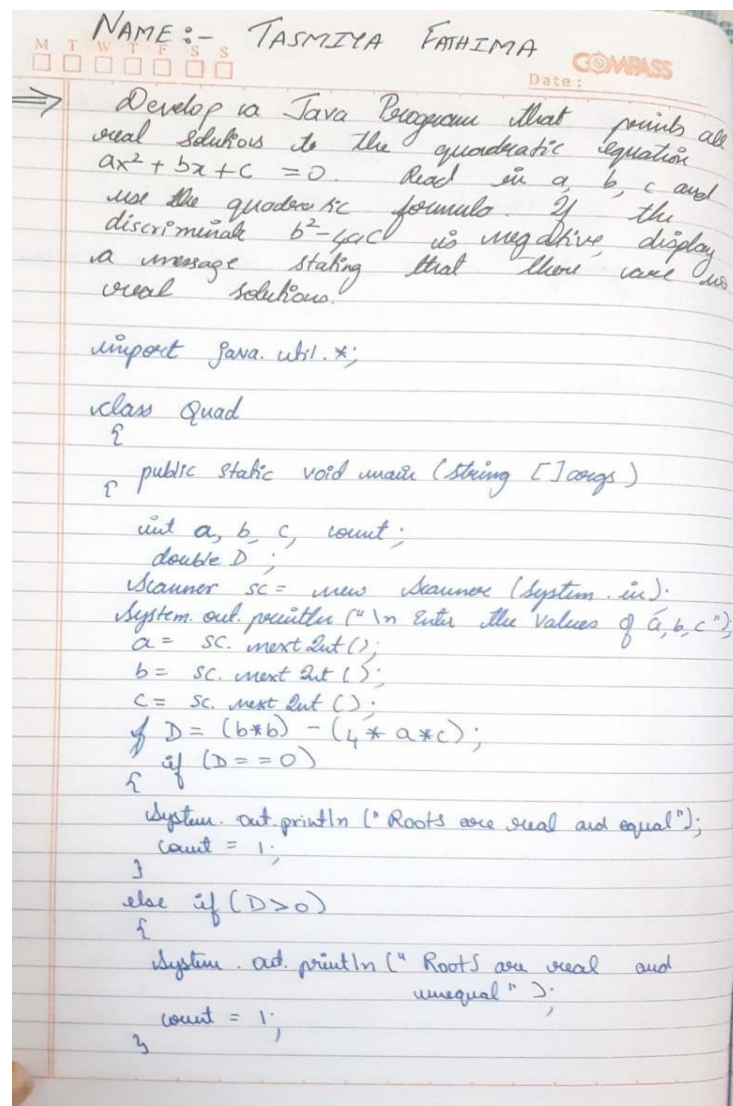 NAME :- TASMIYA FATHIMA
M T W T F S S
COMPASS
Date :
⇒ Develop a Java Program that prints all
real solutions to the quadratic equation
ax² + bx + c = 0. Read in a, b, c and
use the quadratic formula. If the
discriminate b²-4ac is negative, display
a message stating that there are no
real solutions.
import java.util.*;
class Quad
{
public static void main (string [] args)
{
int a, b, c, count;
double D;
Scanner sc = new Scanner (System.in).
System.out.println ("\n Enter the values of a, b, c");
a = sc. next Int ();
b = sc. next Int ();
c = sc. next Int ();
D = (b*b) - (4 * a*c);
if (D==0)
{
System. out.println (" Roots are real and equal");
count = 1;
}
else if (D>0)
{
System . out. println (" Roots are real and
unequal " );
count = 1;
}